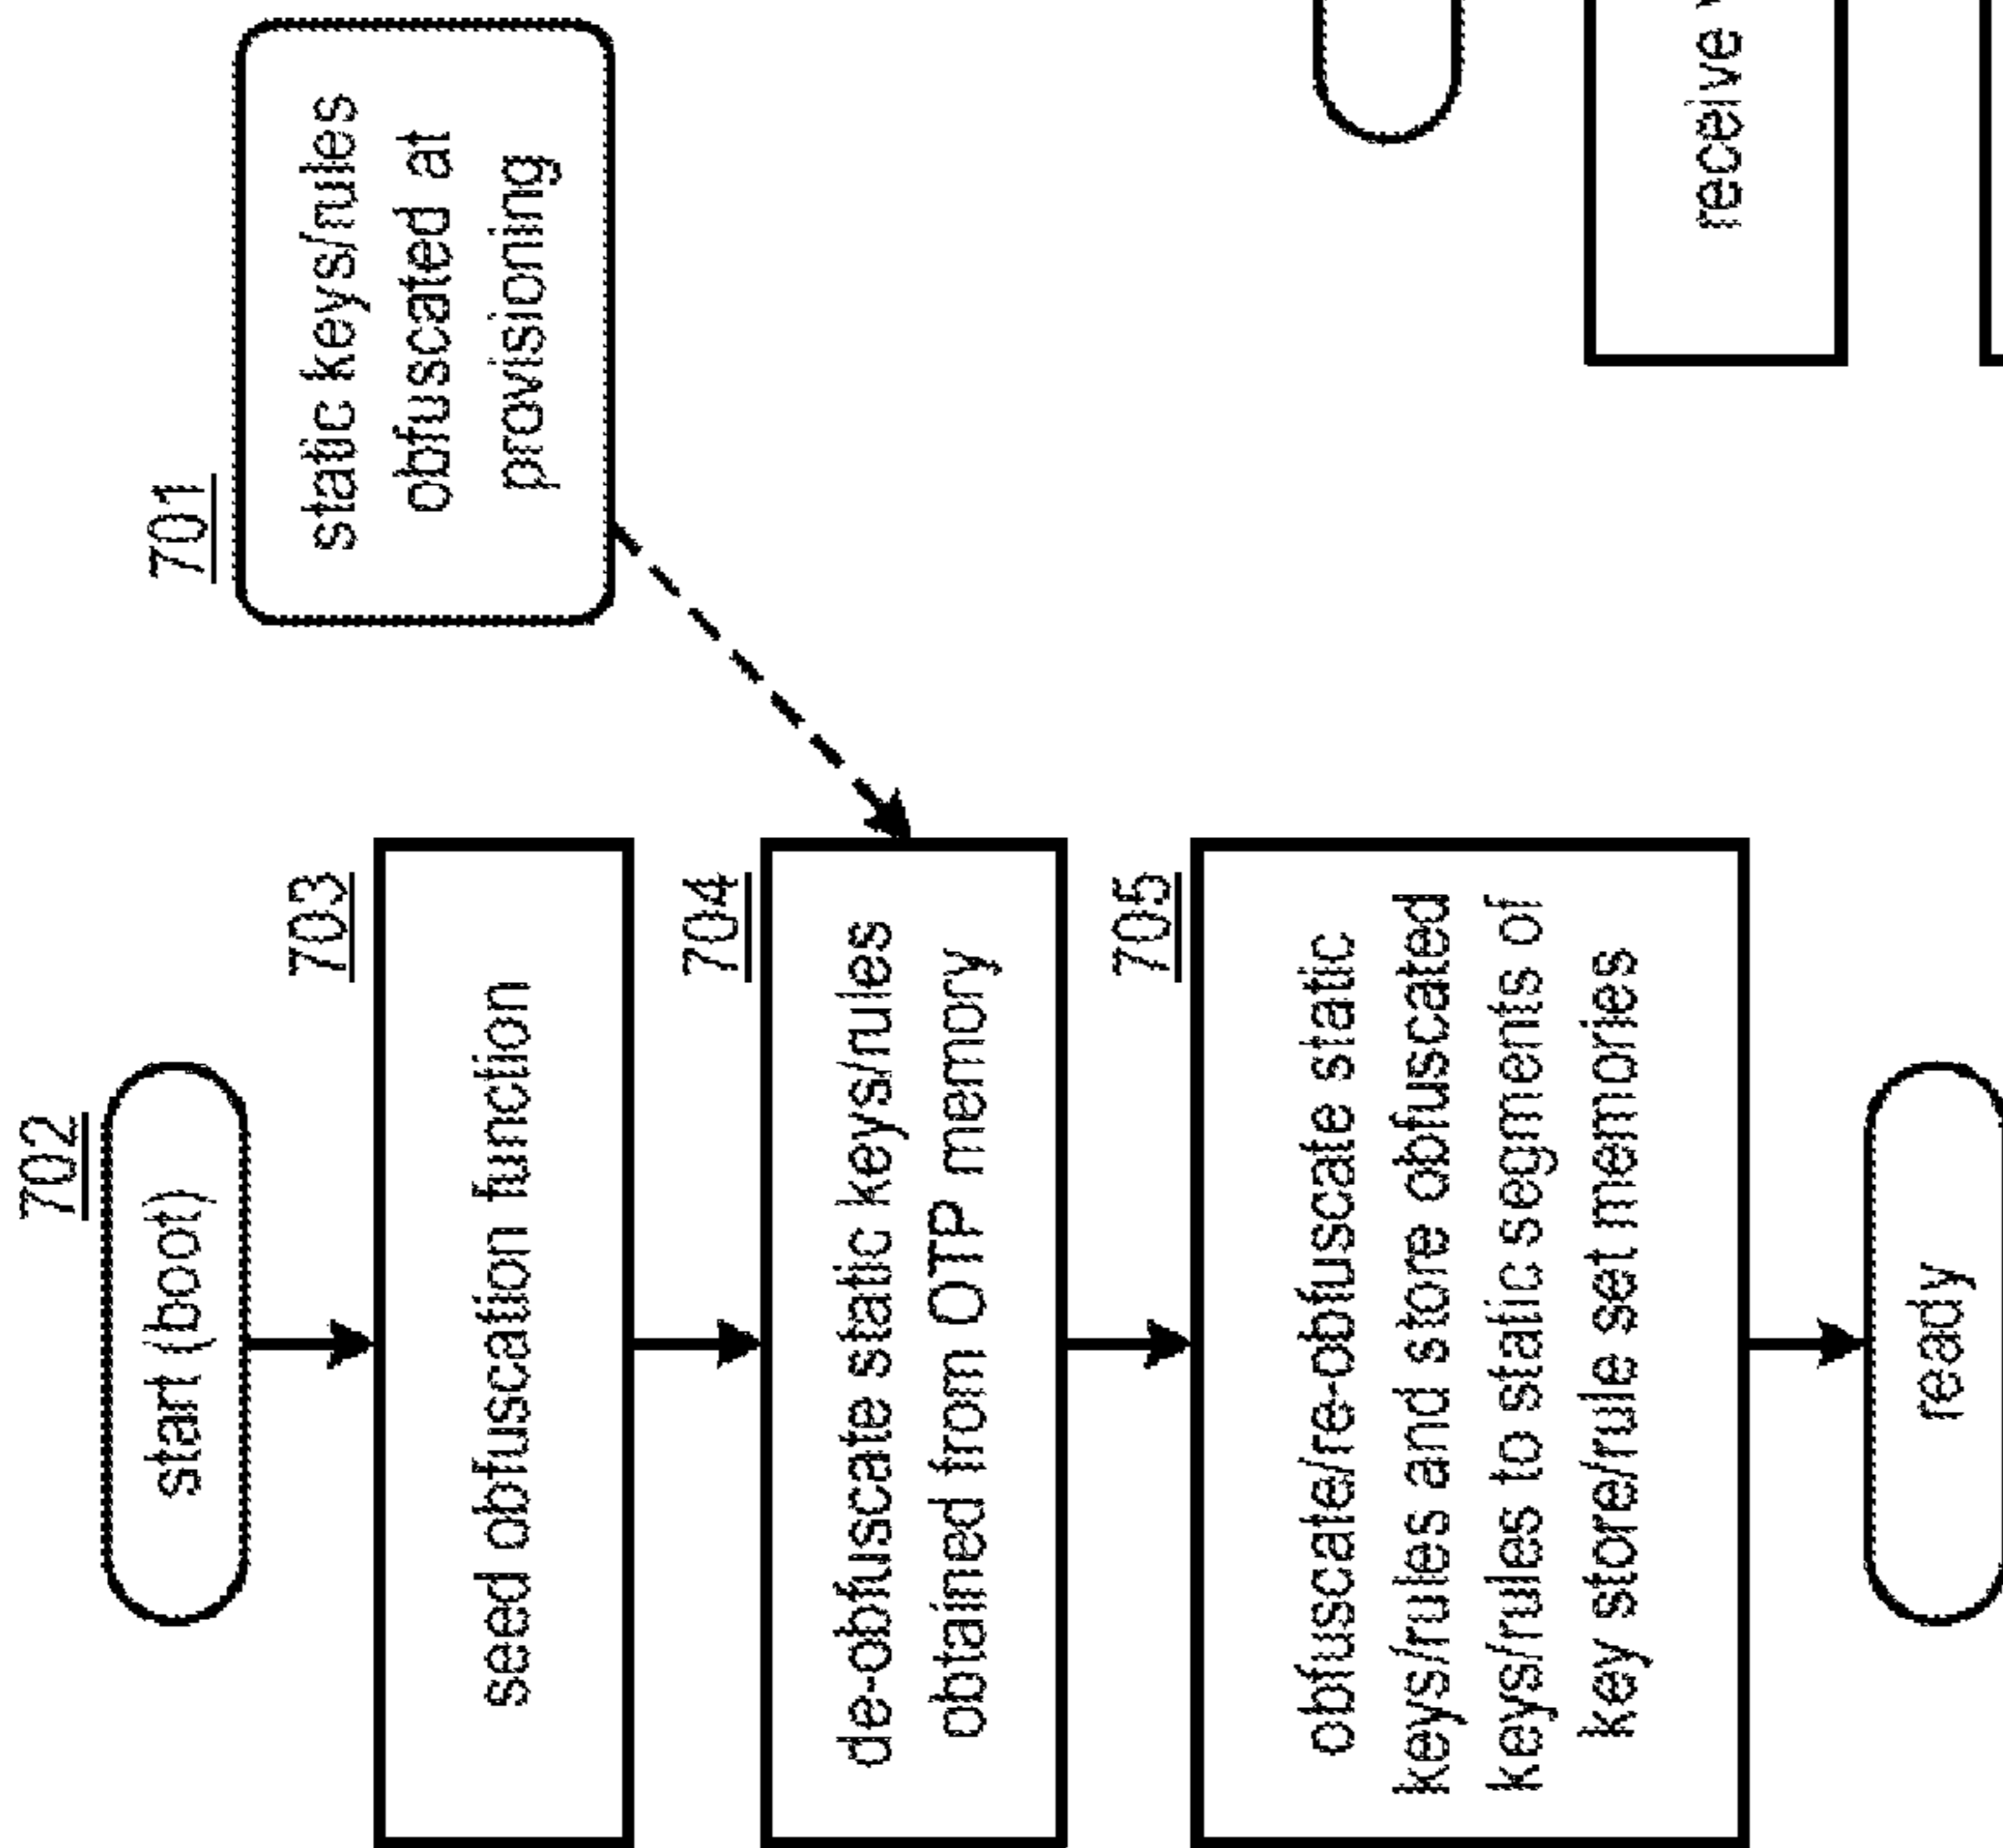 701
static keys/rules
obfuscated at
provisioning
702
start (boot)
703
seed obfuscation function
704
de-obfuscate static keys/rules
obtained from OTP memory
705
obfuscate/re-obfuscate static
keys/rules and store obfuscated
keys/rules to static segments of
key store/rule set memories
ready
receive